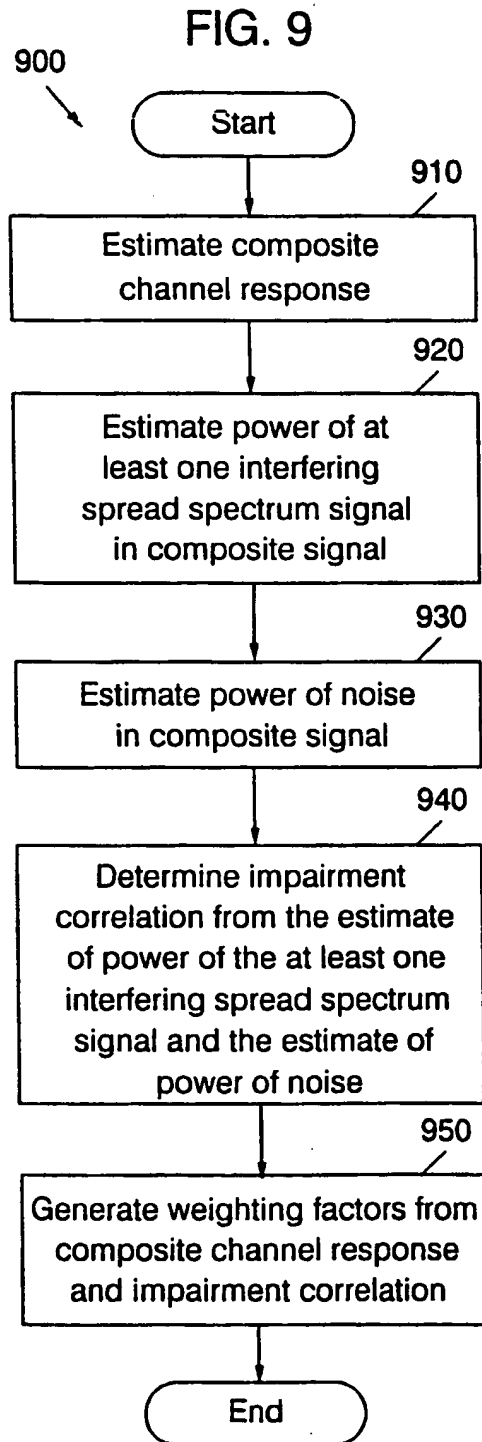 FIG. 9
900
Start
910
Estimate composite
channel response
920
Estimate power of at
least one interfering
spread spectrum signal
in composite signal
930
Estimate power of noise
in composite signal
940
Determine impairment
correlation from the estimate
of power of the at least one
interfering spread spectrum
signal and the estimate of
power of noise
950
Generate weighting factors from
composite channel response
and impairment correlation
End